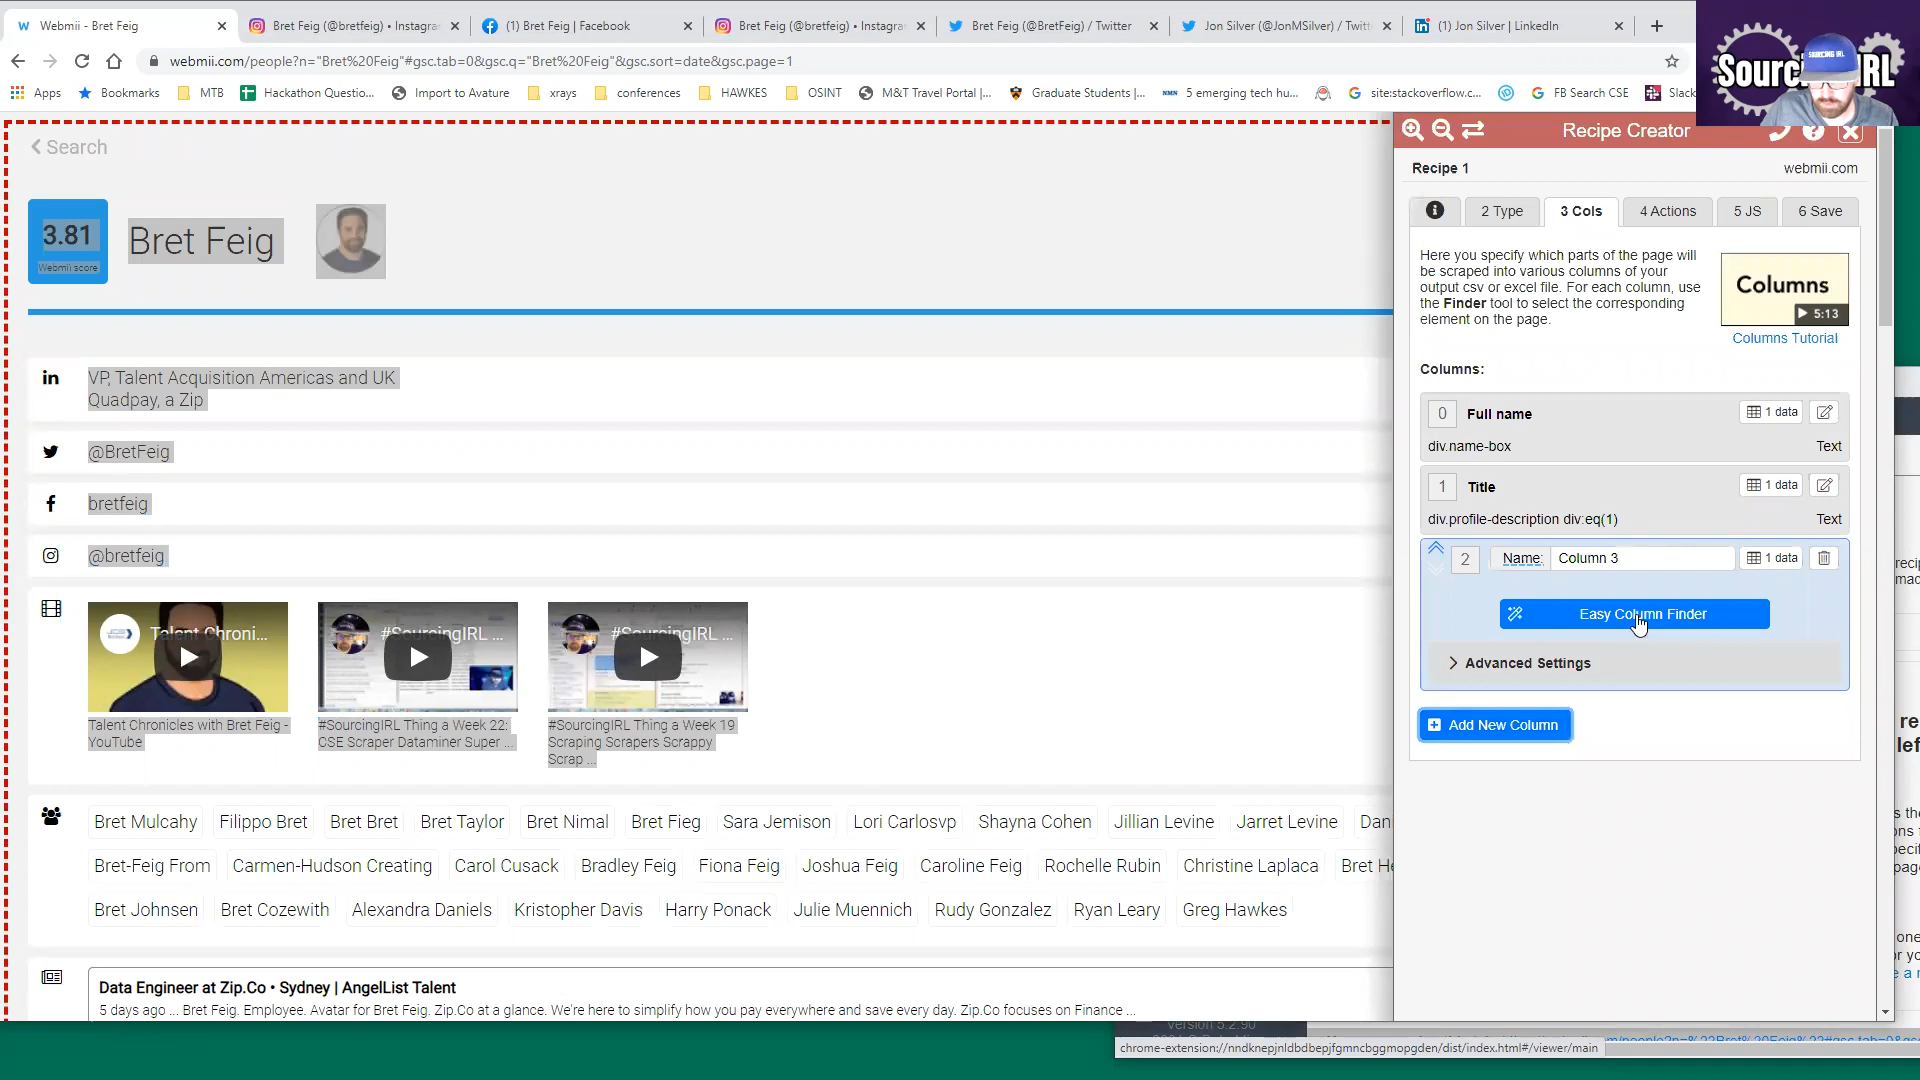 Webmii - Bret Feig
Bret Feig (@bretfeig) • Instagra
(1) Bret Feig | Facebook
Bret Feig (@bretfeig) • Instagra
Bret Feig (@BretFeig) / Twitter
Jon Silver (@JonMSilver) / Twitt
(1) Jon Silver | LinkedIn
webmii.com/people?n="Bret%20Feig"#gsc.tab=0&gsc.q="Bret%20Feig"&gsc.sort=date&gsc.page=1
Apps
Bookmarks
MTB
Hackathon Questio...
Import to Avature
xrays
conferences
HAWKES
OSINT
M&T Travel Portal |...
Graduate Students |...
5 emerging tech hu...
site:stackoverflow.c...
FB Search CSE
Slack
SOURCING IRL
Search
3.81
Webmii score
Bret Feig
VP, Talent Acquisition Americas and UK
Quadpay, a Zip
@BretFeig
bretfeig
@bretfeig
Talent Chroni...
#SourcingIRL ...
#SourcingIRL ...
Talent Chronicles with Bret Feig -
YouTube
#SourcingIRL Thing a Week 22:
CSE Scraper Dataminer Super ...
#SourcingIRL Thing a Week 19
Scraping Scrapers Scrappy
Scrap ...
Bret Mulcahy Filippo Bret Bret Bret Bret Taylor Bret Nimal Bret Fieg Sara Jemison Lori Carlosvp Shayna Cohen Jillian Levine Jarret Levine Dan
Bret-Feig From Carmen-Hudson Creating Carol Cusack Bradley Feig Fiona Feig Joshua Feig Caroline Feig Rochelle Rubin Christine Laplaca Bret He
Bret Johnsen Bret Cozewith Alexandra Daniels Kristopher Davis Harry Ponack Julie Muennich Rudy Gonzalez Ryan Leary Greg Hawkes
Data Engineer at Zip.Co • Sydney | AngelList Talent
5 days ago ... Bret Feig. Employee. Avatar for Bret Feig. Zip.Co at a glance. We're here to simplify how you pay everywhere and save every day. Zip.Co focuses on Finance ...
Recipe Creator
Recipe 1
webmii.com
2 Type
3 Cols
4 Actions
5 JS
6 Save
Here you specify which parts of the page will
be scraped into various columns of your
output csv or excel file. For each column, use
the Finder tool to select the corresponding
element on the page.
Columns
5:13
Columns Tutorial
Columns:
0 Full name 1 data
div.name-box Text
1 Title 1 data
div.profile-description div:eq(1) Text
2 Name: Column 3 1 data
Easy Column Finder
Advanced Settings
Add New Column
chrome-extension://nndknepjnldbdbepjfgmncbggmopgden/dist/index.html#/viewer/main